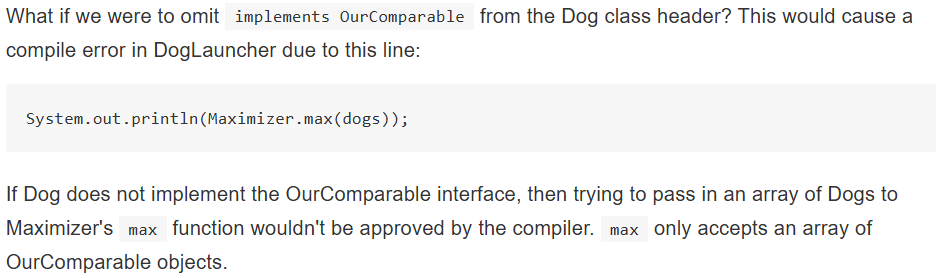 What if we were to omit implements OurComparable from the Dog class header? This would cause a
compile error in DogLauncher due to this line:
System.out.println(Maximizer.max(dogs));
If Dog does not implement the OurComparable interface, then trying to pass in an array of Dogs to
Maximizer's max function wouldn't be approved by the compiler. max only accepts an array of
OurComparable objects.